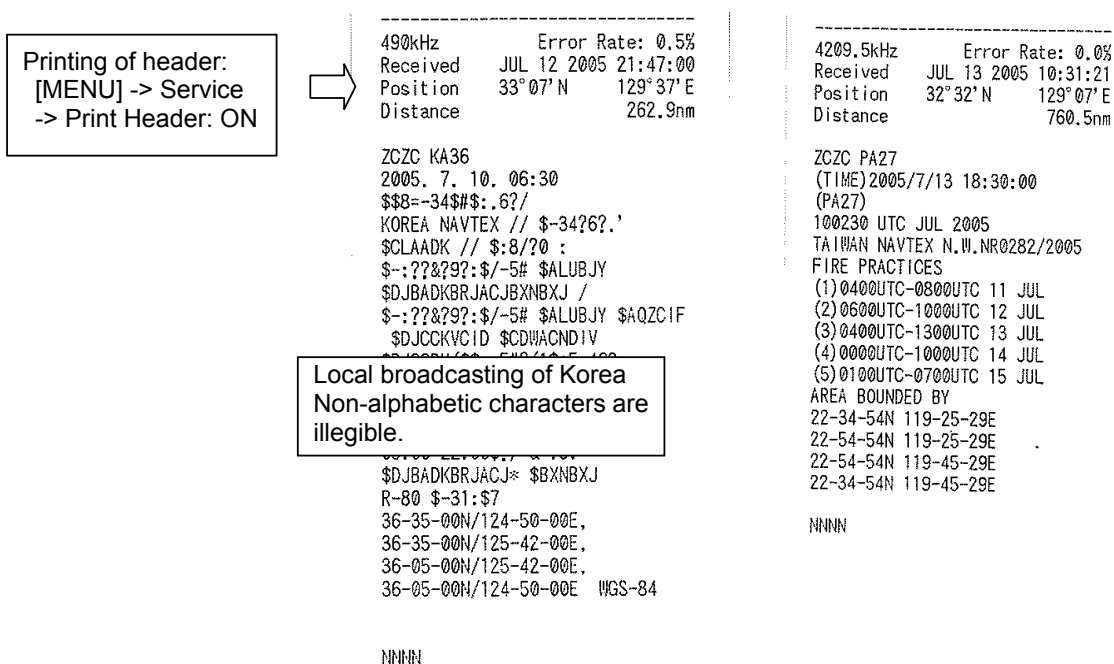 Printing of header:
[MENU] -> Service
-> Print Header: ON
--------------------------------
490kHz Error Rate: 0.5%
Received JUL 12 2005 21:47:00
Position 33°07'N 129°37'E
Distance 262.9nm
ZCZC KA36
2005. 7. 10. 06:30
$$8=-34$#$:.6?/
KOREA NAVTEX // $-34?6?.'
$CLAADK // $:8/?0 :
$-:??&?9?:$/-5# $ALUBJY
$DJBADKBRJACJBXNBXJ /
$-:??&?9?:$/-5# $ALUBJY $AQZCIF
$DJCCKVCID $CDWACNDIV
Local broadcasting of Korea
Non-alphabetic characters are
illegible.
$DJBADKBRJACJ* $BXNBXJ
R-80 $-31:$7
36-35-00N/124-50-00E,
36-35-00N/125-42-00E,
36-05-00N/125-42-00E,
36-05-00N/124-50-00E WGS-84
NNNN
--------------------------------
4209.5kHz Error Rate: 0.0%
Received JUL 13 2005 10:31:21
Position 32°32'N 129°07'E
Distance 760.5nm
ZCZC PA27
(TIME)2005/7/13 18:30:00
(PA27)
100230 UTC JUL 2005
TAIWAN NAVTEX N.W.NR0282/2005
FIRE PRACTICES
(1)0400UTC-0800UTC 11 JUL
(2)0600UTC-1000UTC 12 JUL
(3)0400UTC-1300UTC 13 JUL
(4)0000UTC-1000UTC 14 JUL
(5)0100UTC-0700UTC 15 JUL
AREA BOUNDED BY
22-34-54N 119-25-29E
22-54-54N 119-25-29E
22-54-54N 119-45-29E
22-34-54N 119-45-29E
NNNN